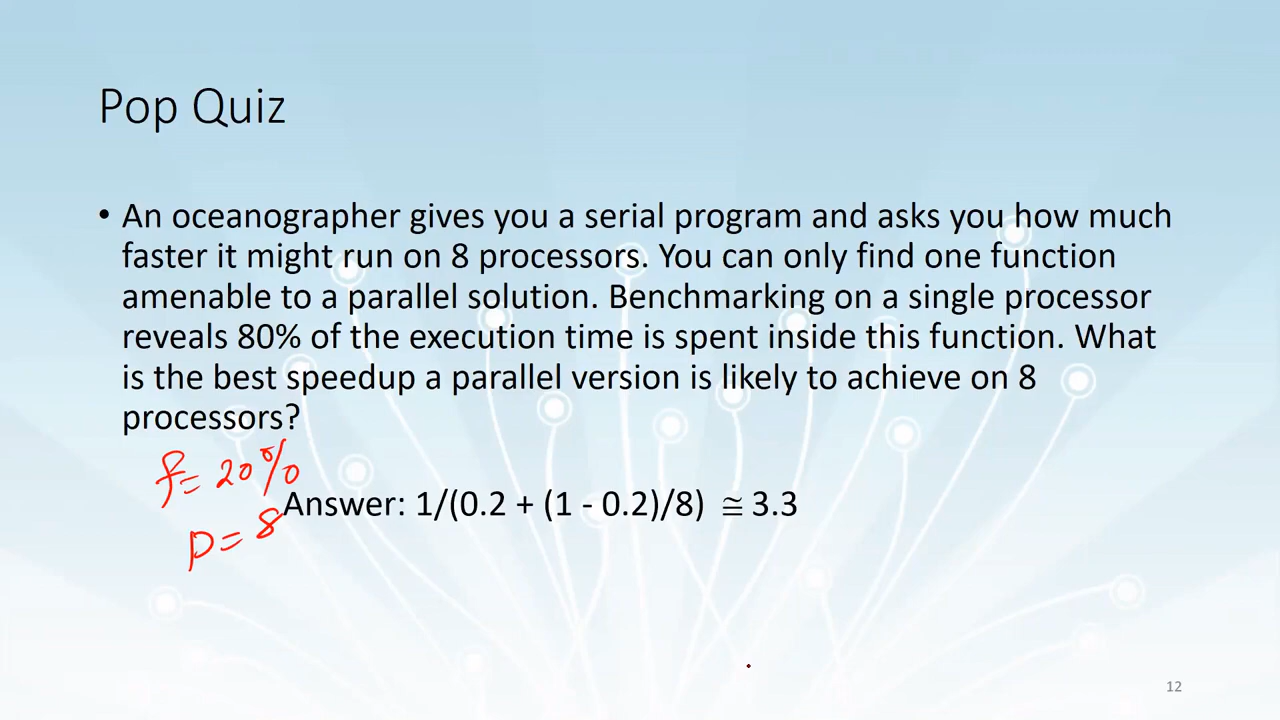 Pop Quiz
• An oceanographer gives you a serial program and asks you how much
faster it might run on 8 processors. You can only find one function
amenable to a parallel solution. Benchmarking on a single processor
reveals 80% of the execution time is spent inside this function. What
is the best speedup a parallel version is likely to achieve on 8
processors?
f= 20%
Answer: 1/(0.2 + (1 - 0.2)/8) ≅ 3.3
p= 8
12